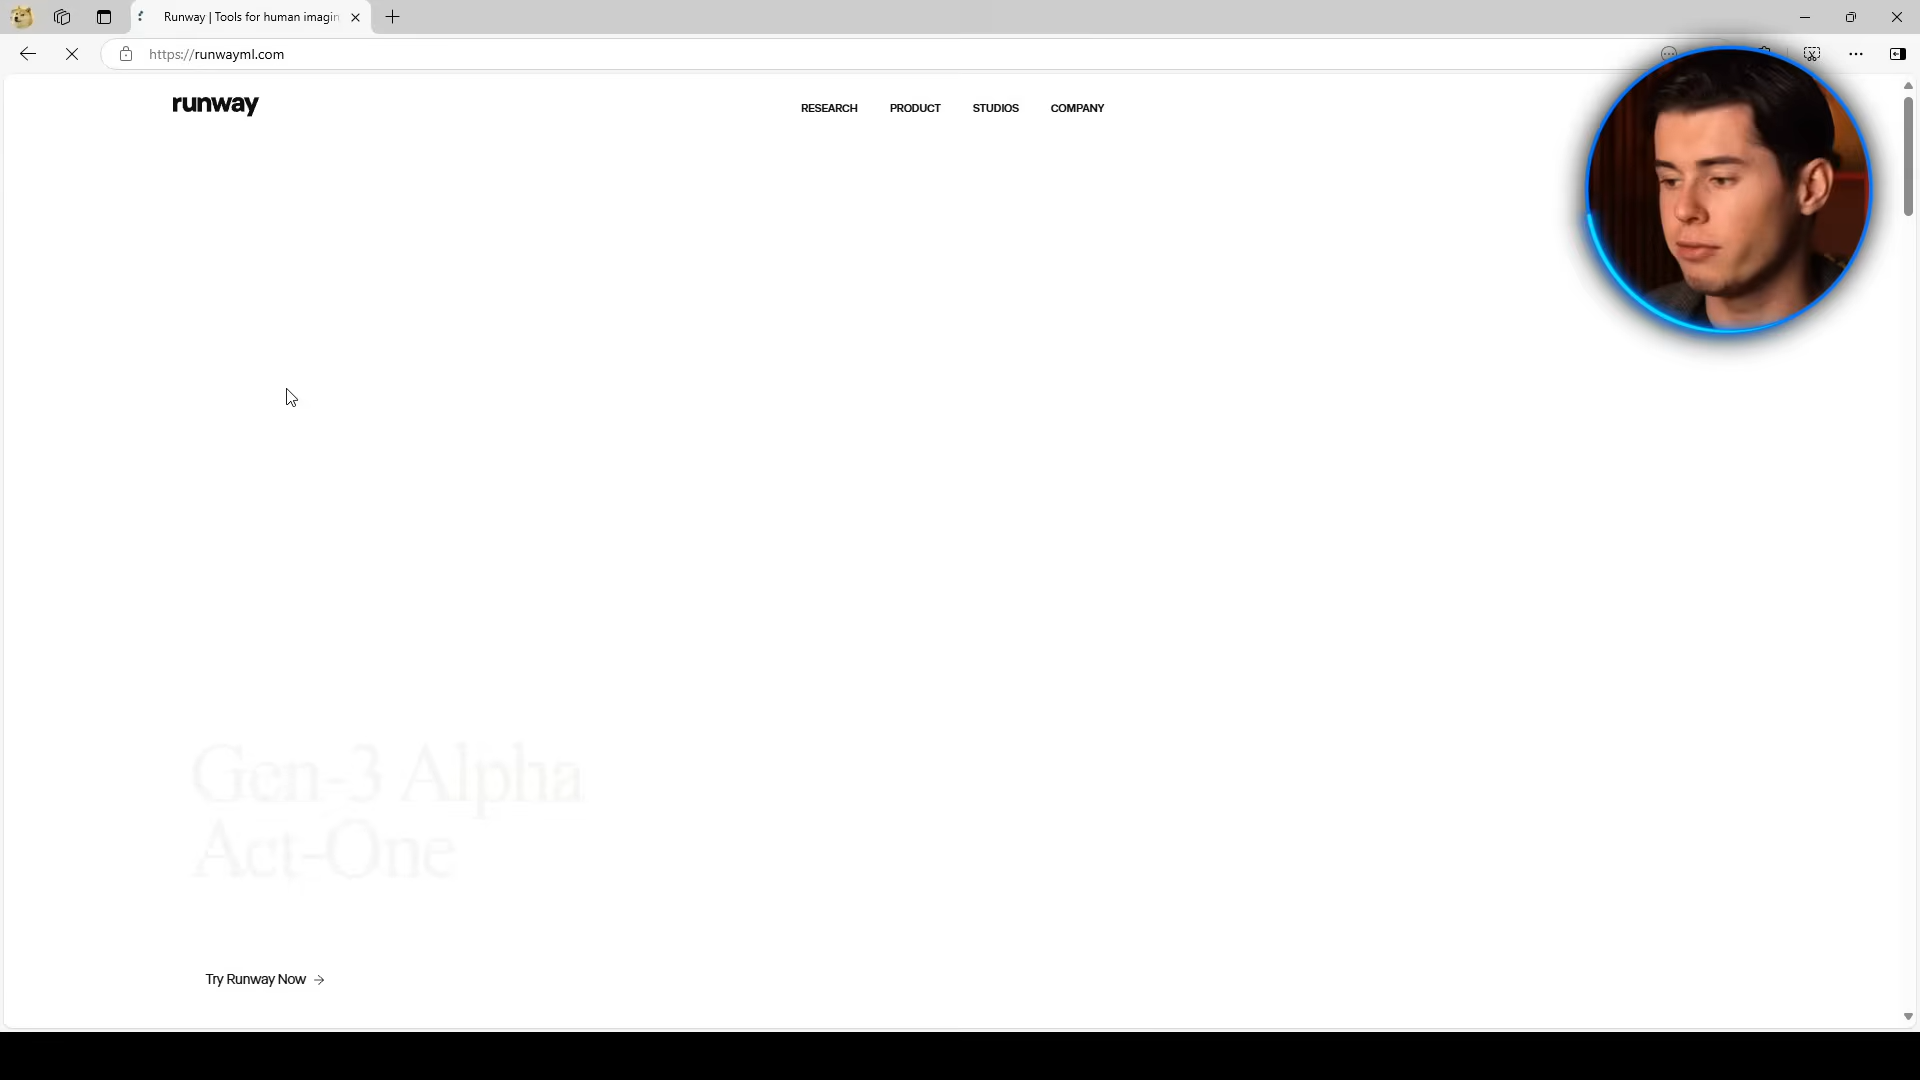 Runway | Tools for human imagin
https://runwayml.com
runway
RESEARCH
PRODUCT
STUDIOS
COMPANY
Gen-3 Alpha
Act-One
Try Runway Now →